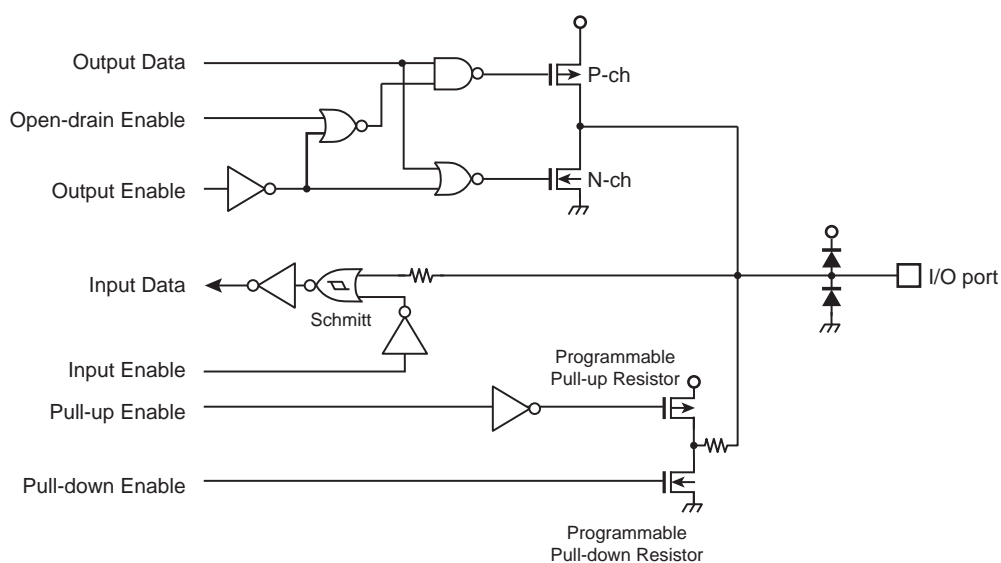 Output Data
P-ch
Open-drain Enable
Output Enable
N-ch
Input Data
I/O port
Schmitt
Input Enable
Programmable
Pull-up Resistor
Pull-up Enable
Pull-down Enable
Programmable
Pull-down Resistor